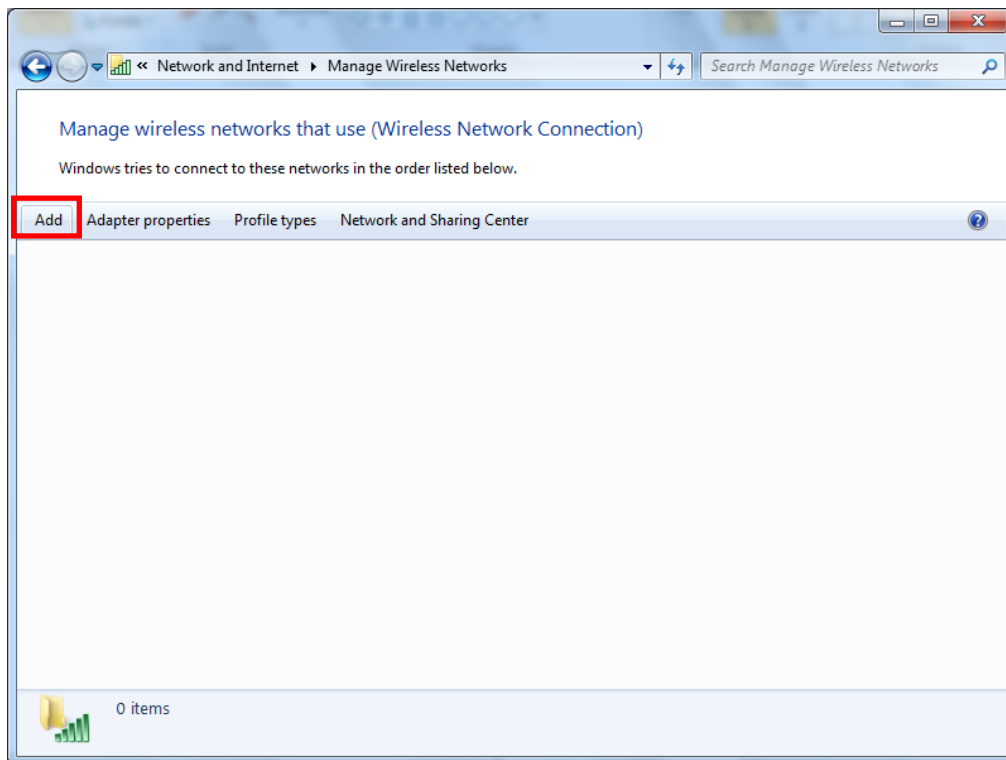 « Network and Internet ▸ Manage Wireless Networks
Search Manage Wireless Networks
Manage wireless networks that use (Wireless Network Connection)
Windows tries to connect to these networks in the order listed below.
Add Adapter properties Profile types Network and Sharing Center
0 items